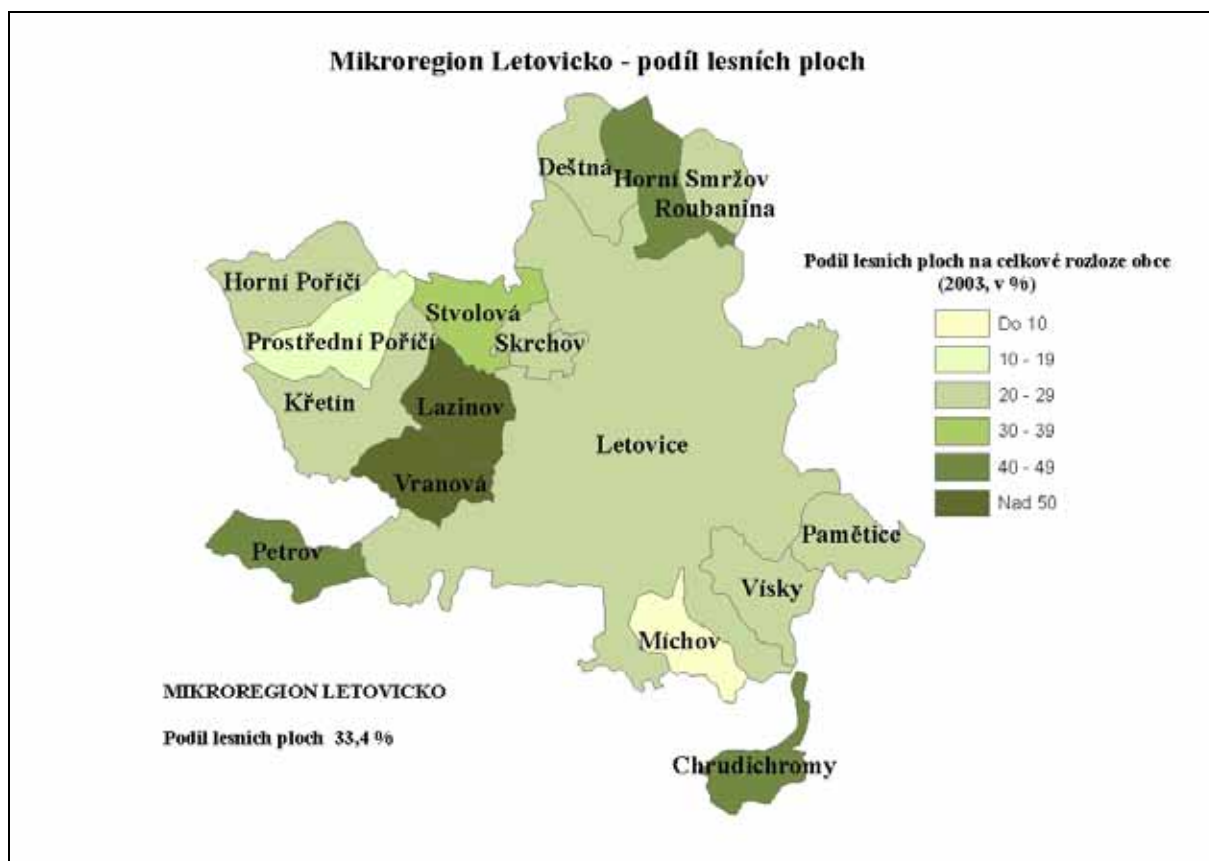 Mikroregion Letovicko - podíl lesních ploch
Deštná
Horní Smržov
Roubanina
Horní Poříčí
Prostřední Poříčí
Stvolová
Skrchov
Křetín
Lazinov
Letovice
Vranová
Petrov
Pamětice
Vísky
Míchov
Chrudichromy
Podíl lesních ploch na celkové rozloze obce
(2003, v %)
Do 10
10 - 19
20 - 29
30 - 39
40 - 49
Nad 50
MIKROREGION LETOVICKO
Podíl lesních ploch 33,4 %